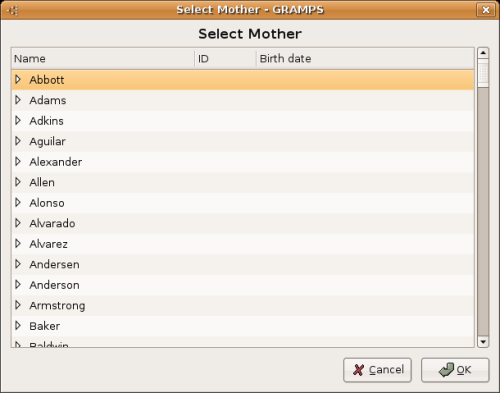 Select Mother - GRAMPS
Select Mother
Name ID Birth date
Abbott
Adams
Adkins
Aguilar
Alexander
Allen
Alonso
Alvarado
Alvarez
Andersen
Anderson
Armstrong
Baker
Baldwin
Cancel OK